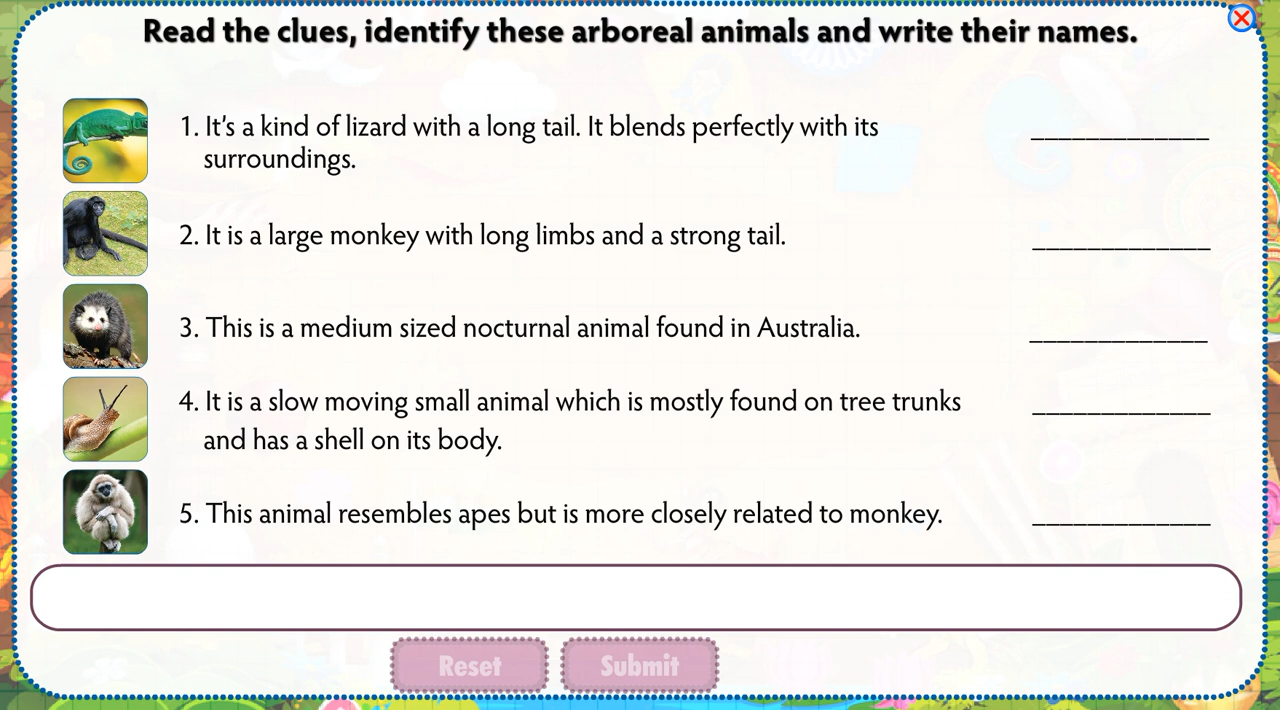 Read the clues, identify these arboreal animals and write their names.
1. It's a kind of lizard with a long tail. It blends perfectly with its
surroundings.
2. It is a large monkey with long limbs and a strong tail.
3. This is a medium sized nocturnal animal found in Australia.
4. It is a slow moving small animal which is mostly found on tree trunks
and has a shell on its body.
5. This animal resembles apes but is more closely related to monkey.
Reset
Submit